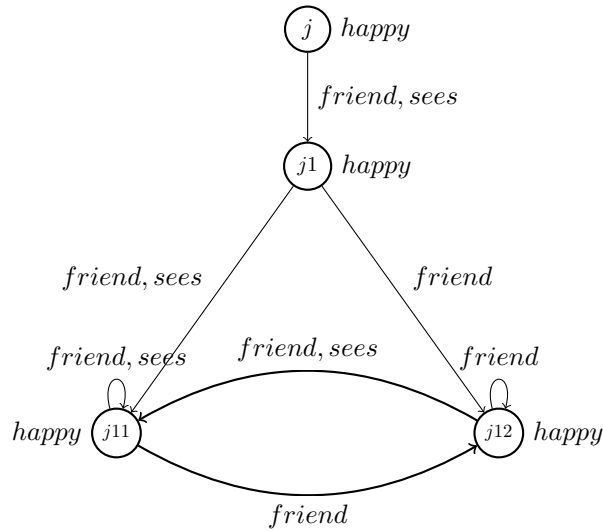 j happy
friend, sees
j1 happy
friend, sees friend
friend, sees
friend, sees
friend
happy j11
j12 happy
friend